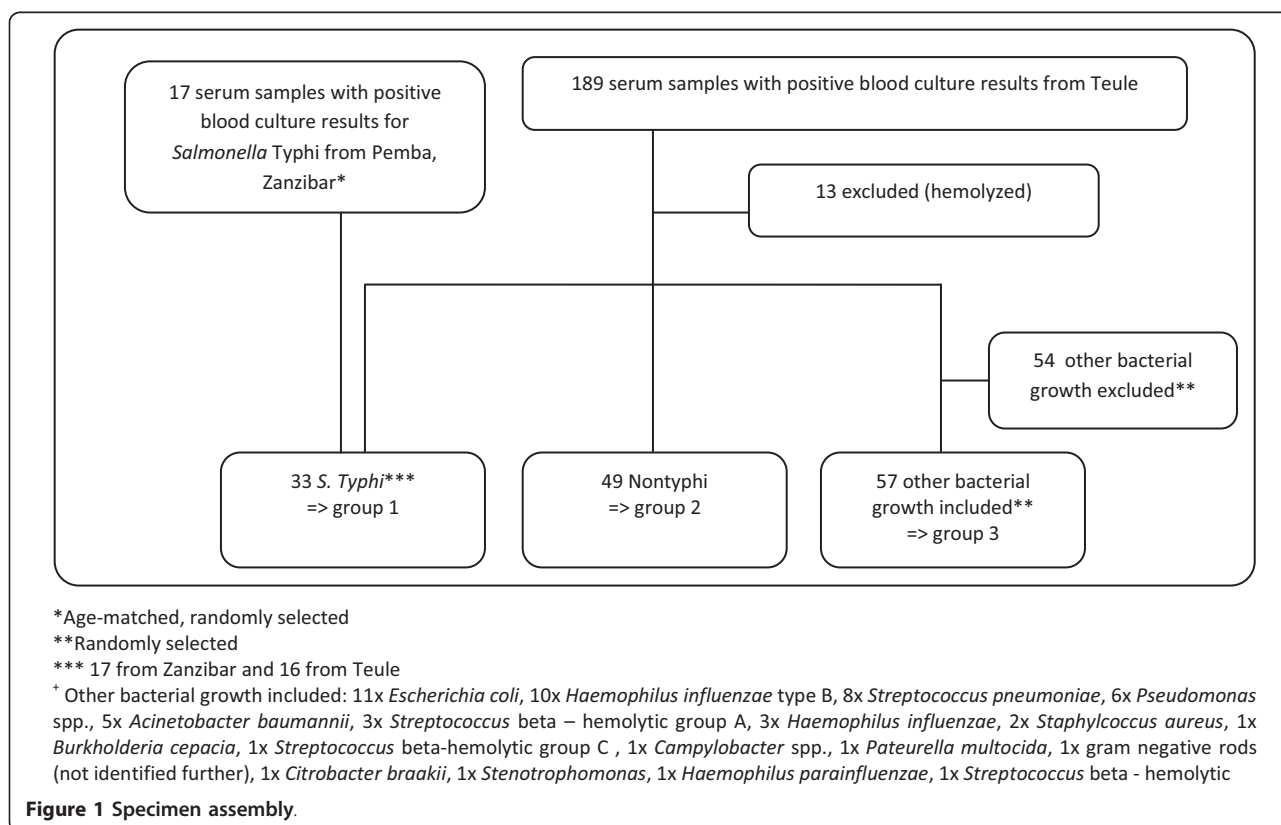 17 serum samples with positive
blood culture results for
Salmonella Typhi from Pemba,
Zanzibar*
189 serum samples with positive blood culture results from Teule
13 excluded (hemolyzed)
54 other bacterial
growth excluded**
33 S. Typhi***
=> group 1
49 Nontyphi
=> group 2
57 other bacterial
growth included**
=> group 3
*Age-matched, randomly selected
**Randomly selected
*** 17 from Zanzibar and 16 from Teule
+ Other bacterial growth included: 11x Escherichia coli, 10x Haemophilus influenzae type B, 8x Streptococcus pneumoniae, 6x Pseudomonas
spp., 5x Acinetobacter baumannii, 3x Streptococcus beta – hemolytic group A, 3x Haemophilus influenzae, 2x Staphylcoccus aureus, 1x
Burkholderia cepacia, 1x Streptococcus beta-hemolytic group C , 1x Campylobacter spp., 1x Pateurella multocida, 1x gram negative rods
(not identified further), 1x Citrobacter braakii, 1x Stenotrophomonas, 1x Haemophilus parainfluenzae, 1x Streptococcus beta - hemolytic
Figure 1 Specimen assembly.